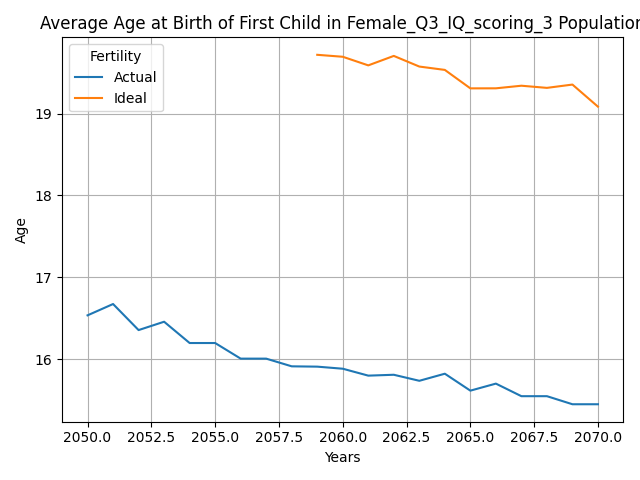 Average Age at Birth of First Child in Female_Q3_IQ_scoring_3 Population
Fertility
Actual
Ideal
Age
19
18
17
16
2050.0 2052.5 2055.0 2057.5 2060.0 2062.5 2065.0 2067.5 2070.0
Years